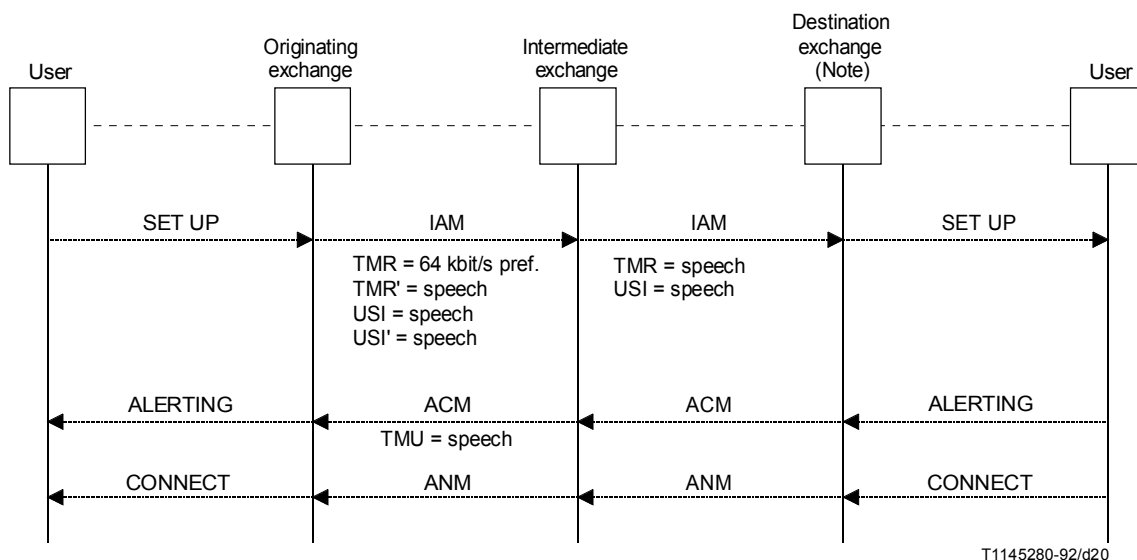 User
Originating
exchange
Intermediate
exchange
Destination
exchange
(Note)
User
SET UP
IAM
IAM
SET UP
TMR = 64 kbit/s pref.
TMR' = speech
USI = speech
USI' = speech
TMR = speech
USI = speech
ALERTING
ACM
ACM
ALERTING
TMU = speech
CONNECT
ANM
ANM
CONNECT
T1145280-92/d20